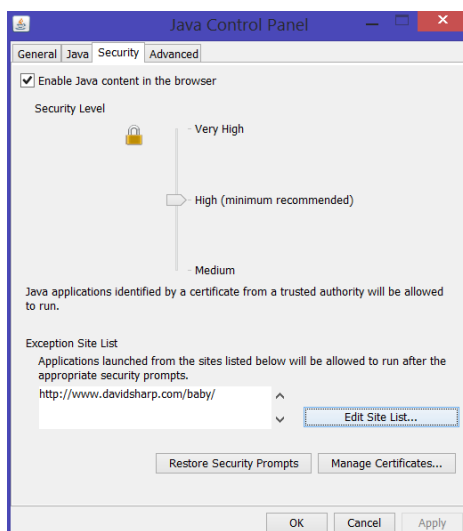 Java Control Panel
General Java Security Advanced
Enable Java content in the browser
Security Level
Very High
High (minimum recommended)
Medium
Java applications identified by a certificate from a trusted authority will be allowed
to run.
Exception Site List
Applications launched from the sites listed below will be allowed to run after the
appropriate security prompts.
http://www.davidsharp.com/baby/
Edit Site List...
Restore Security Prompts Manage Certificates...
OK Cancel Apply